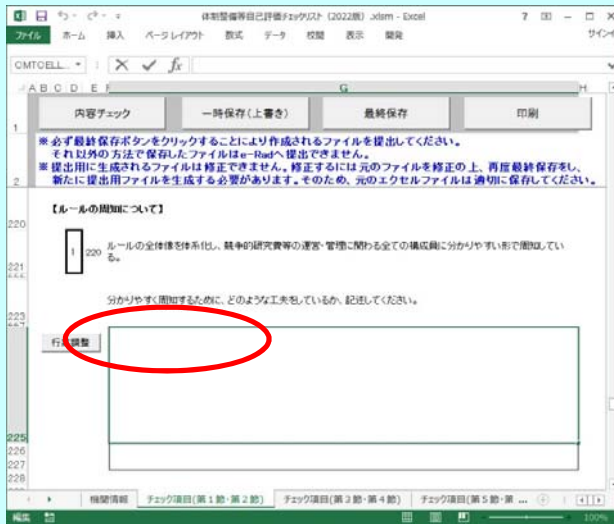 体制整備等自己評価チェックリスト (2022版) .xlsm - Excel
ファイル ホーム 挿入 ページレイアウト 数式 データ 校閲 表示 開発 サインイン
CMTCELL...
fx
A B C D E F G H
内容チェック 一時保存(上書き) 最終保存 印刷
1
※必ず最終保存ボタンをクリックすることにより作成されるファイルを提出してください。
それ以外の方法で保存したファイルはe-Radへ提出できません。
※提出用に生成されるファイルは修正できません。修正するには元のファイルを修正の上、再度最終保存をし、
2 新たに提出用ファイルを生成する必要があります。そのため、元のエクセルファイルは適切に保存してください。
【ルールの周知について】
220
1 220 ルールの全体像を体系化し、競争的研究費等の運営・管理に関わる全ての構成員に分かりやすい形で周知してい
る。
221
分かりやすく周知するために、どのような工夫をしているか、記述してください。
223
行高調整
225
226
227
228
機関情報 チェック項目(第1節・第2節) チェック項目(第3節・第4節) チェック項目(第5節・第 ...
編集 100%